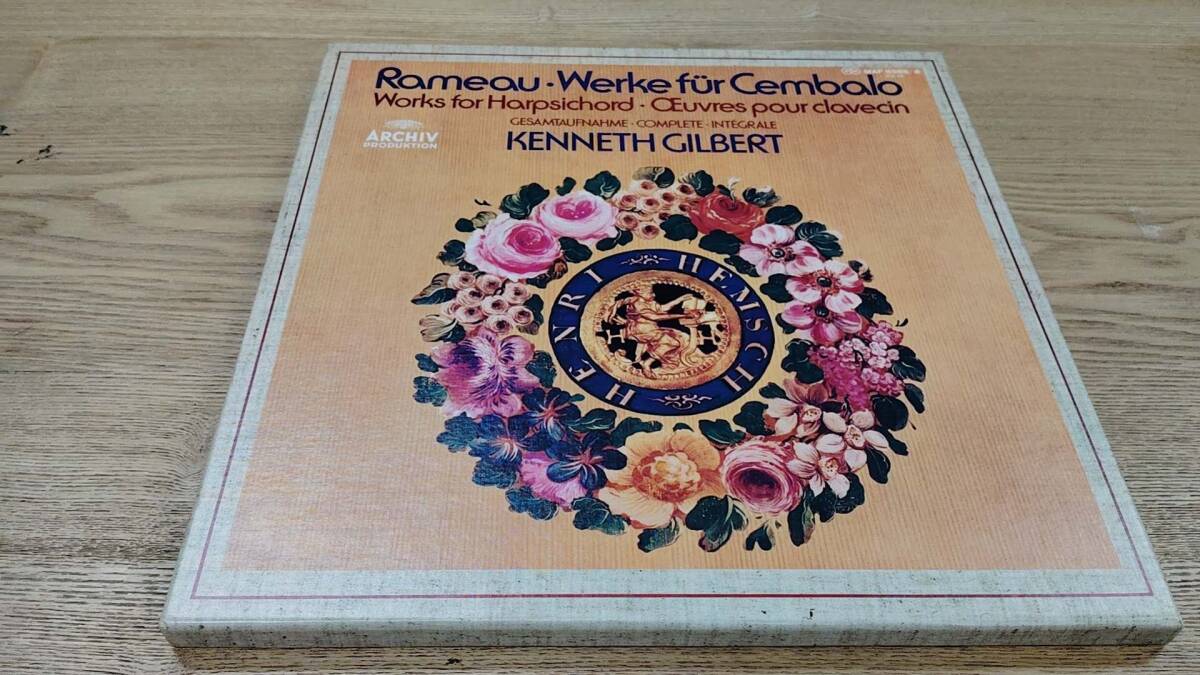 Rameau · Werke für Cembalo
Works for Harpsichord · Œuvres pour clavecin
GESAMTAUFNAHME · COMPLETE · INTÉGRALE
KENNETH GILBERT
ARCHIV
PRODUKTION
HENRI HEMSCH